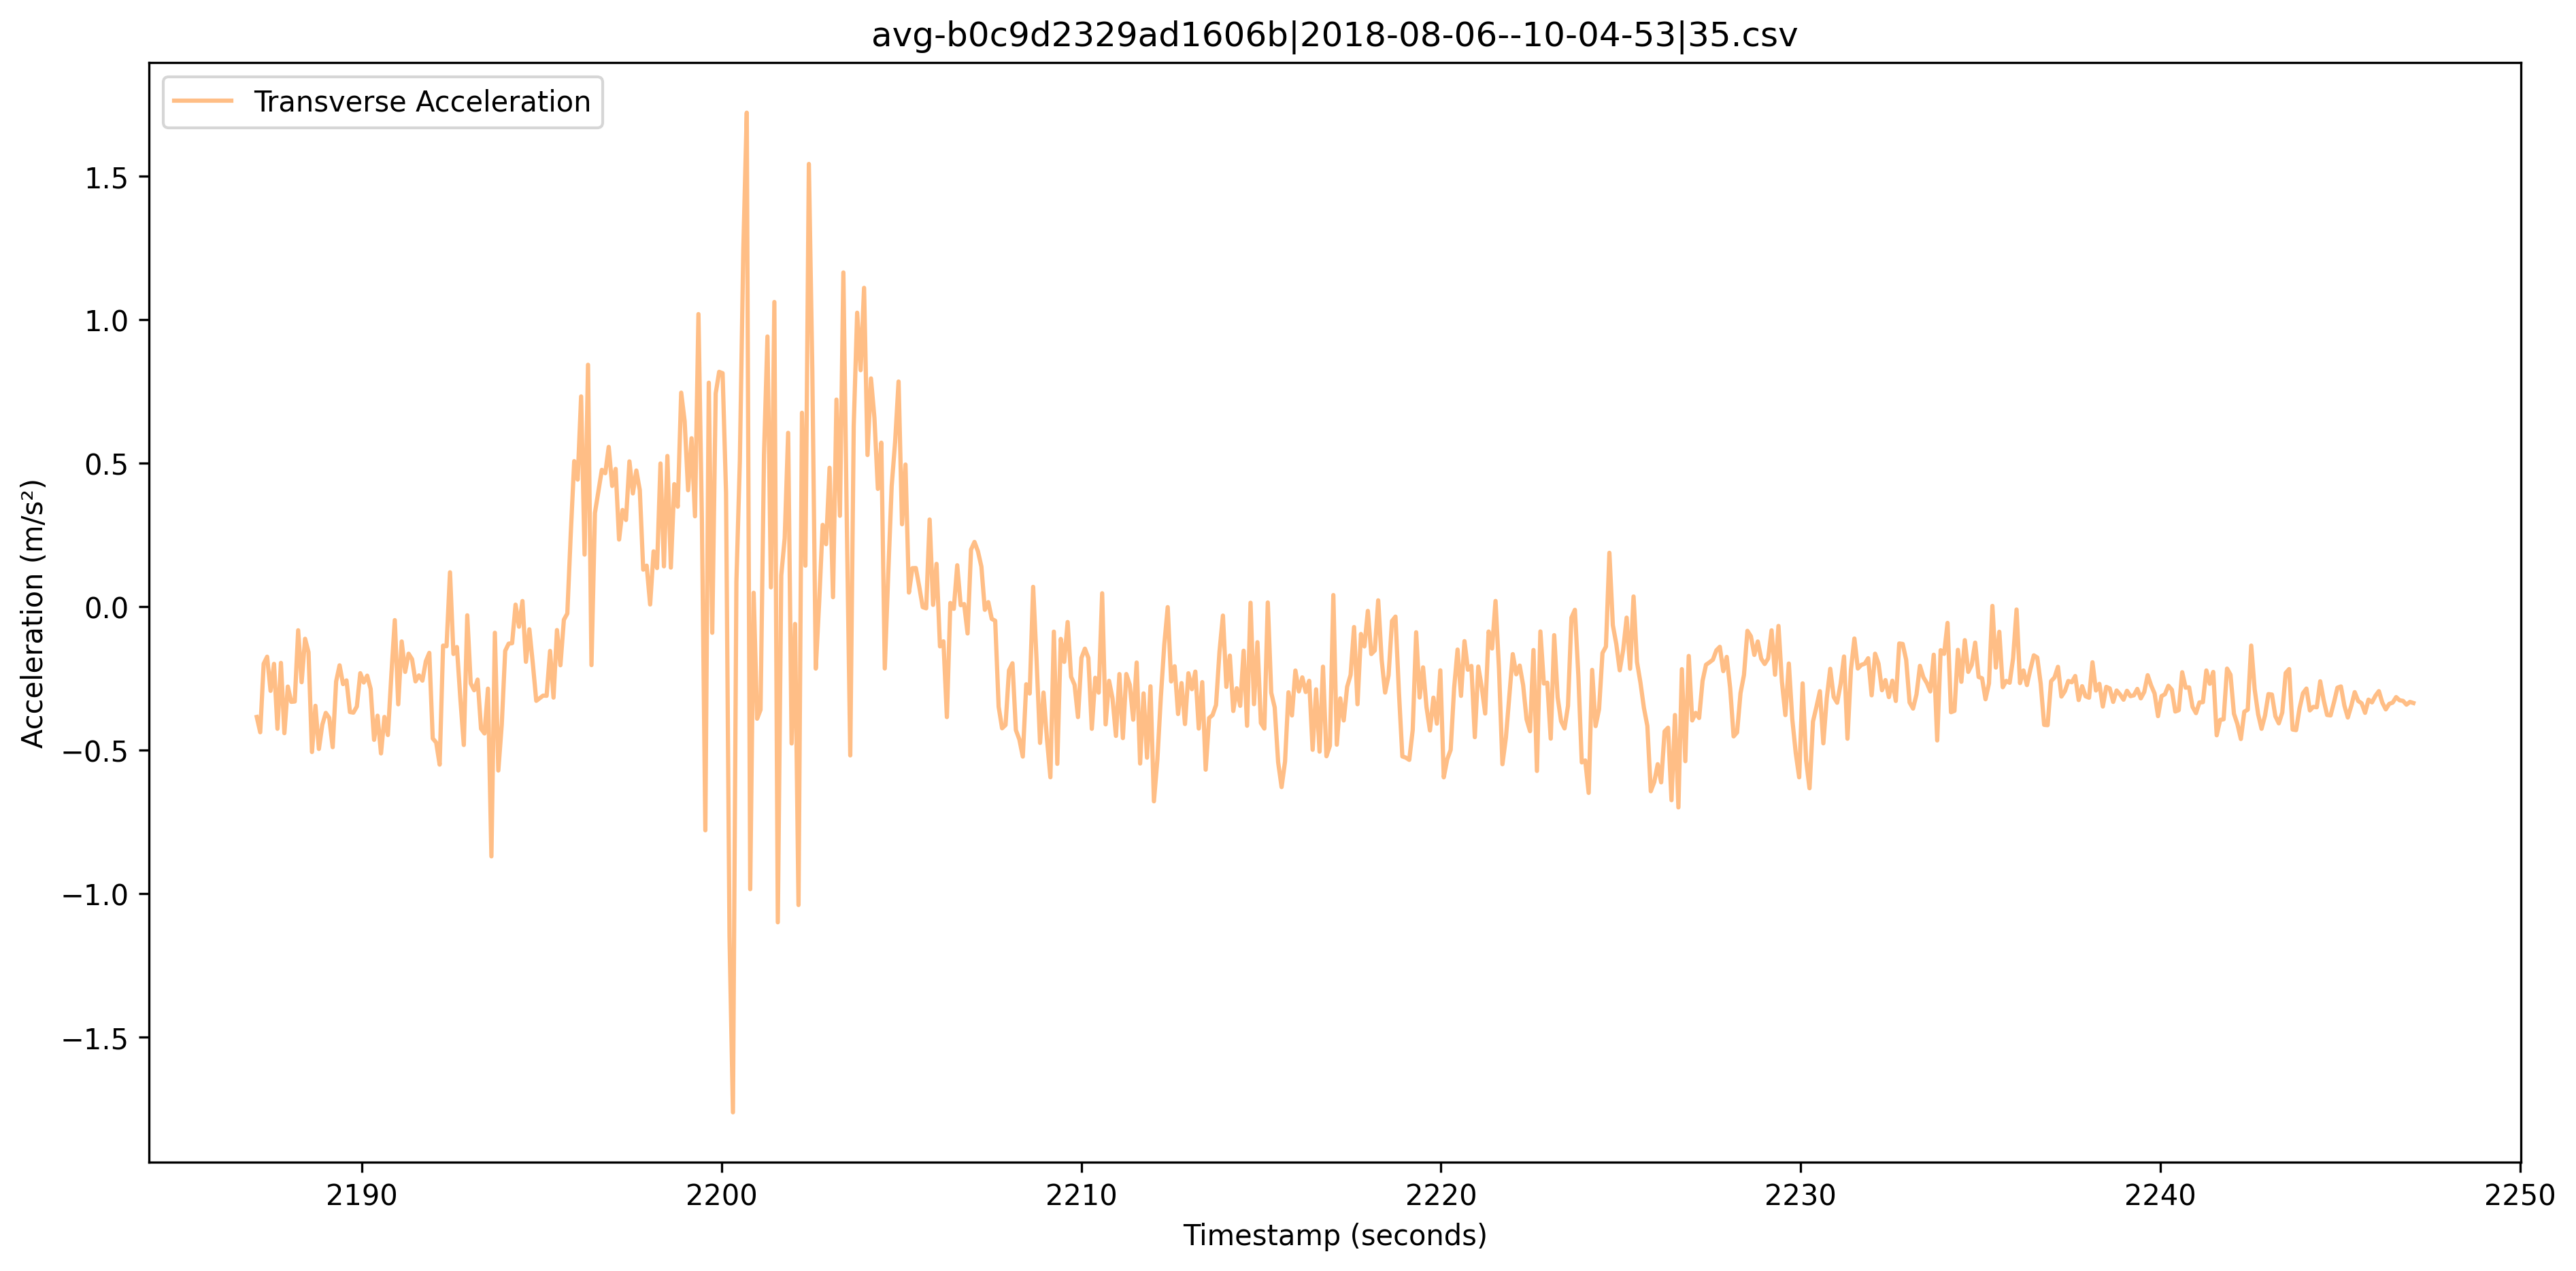 avg-b0c9d2329ad1606b|2018-08-06--10-04-53|35.csv
Transverse Acceleration
1.5
1.0
0.5
0.0
−0.5
−1.0
−1.5
Acceleration (m/s²)
2190 2200 2210 2220 2230 2240 2250
Timestamp (seconds)